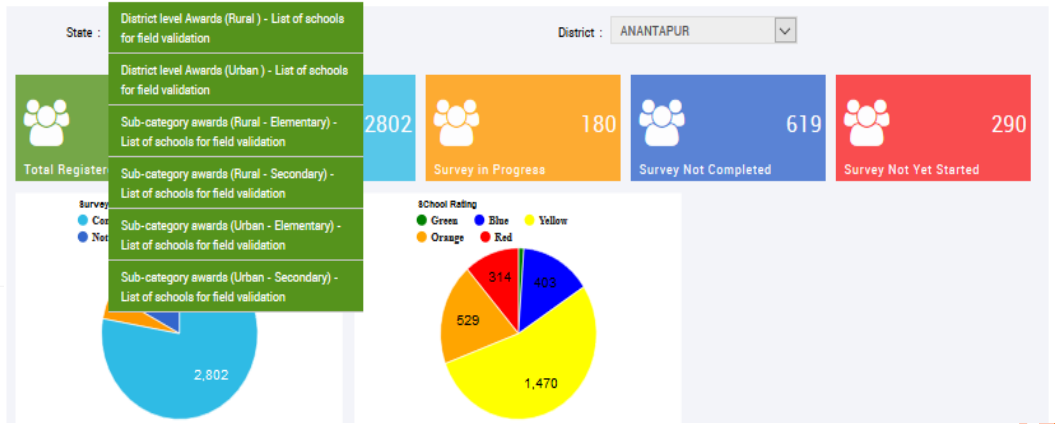 State :
District level Awards (Rural ) - List of schools
for field validation
District level Awards (Urban ) - List of schools
for field validation
Sub-category awards (Rural - Elementary) -
List of schools for field validation
Sub-category awards (Rural - Secondary) -
List of schools for field validation
Sub-category awards (Urban - Elementary) -
List of schools for field validation
Sub-category awards (Urban - Secondary) -
List of schools for field validation
District : ANANTAPUR
Total
2802
180
Survey in Progress
619
Survey Not Completed
290
Survey Not Yet Started
Survey
2,802
SChool Rating
Green Blue Yellow
Orange Red
314
403
529
1,470